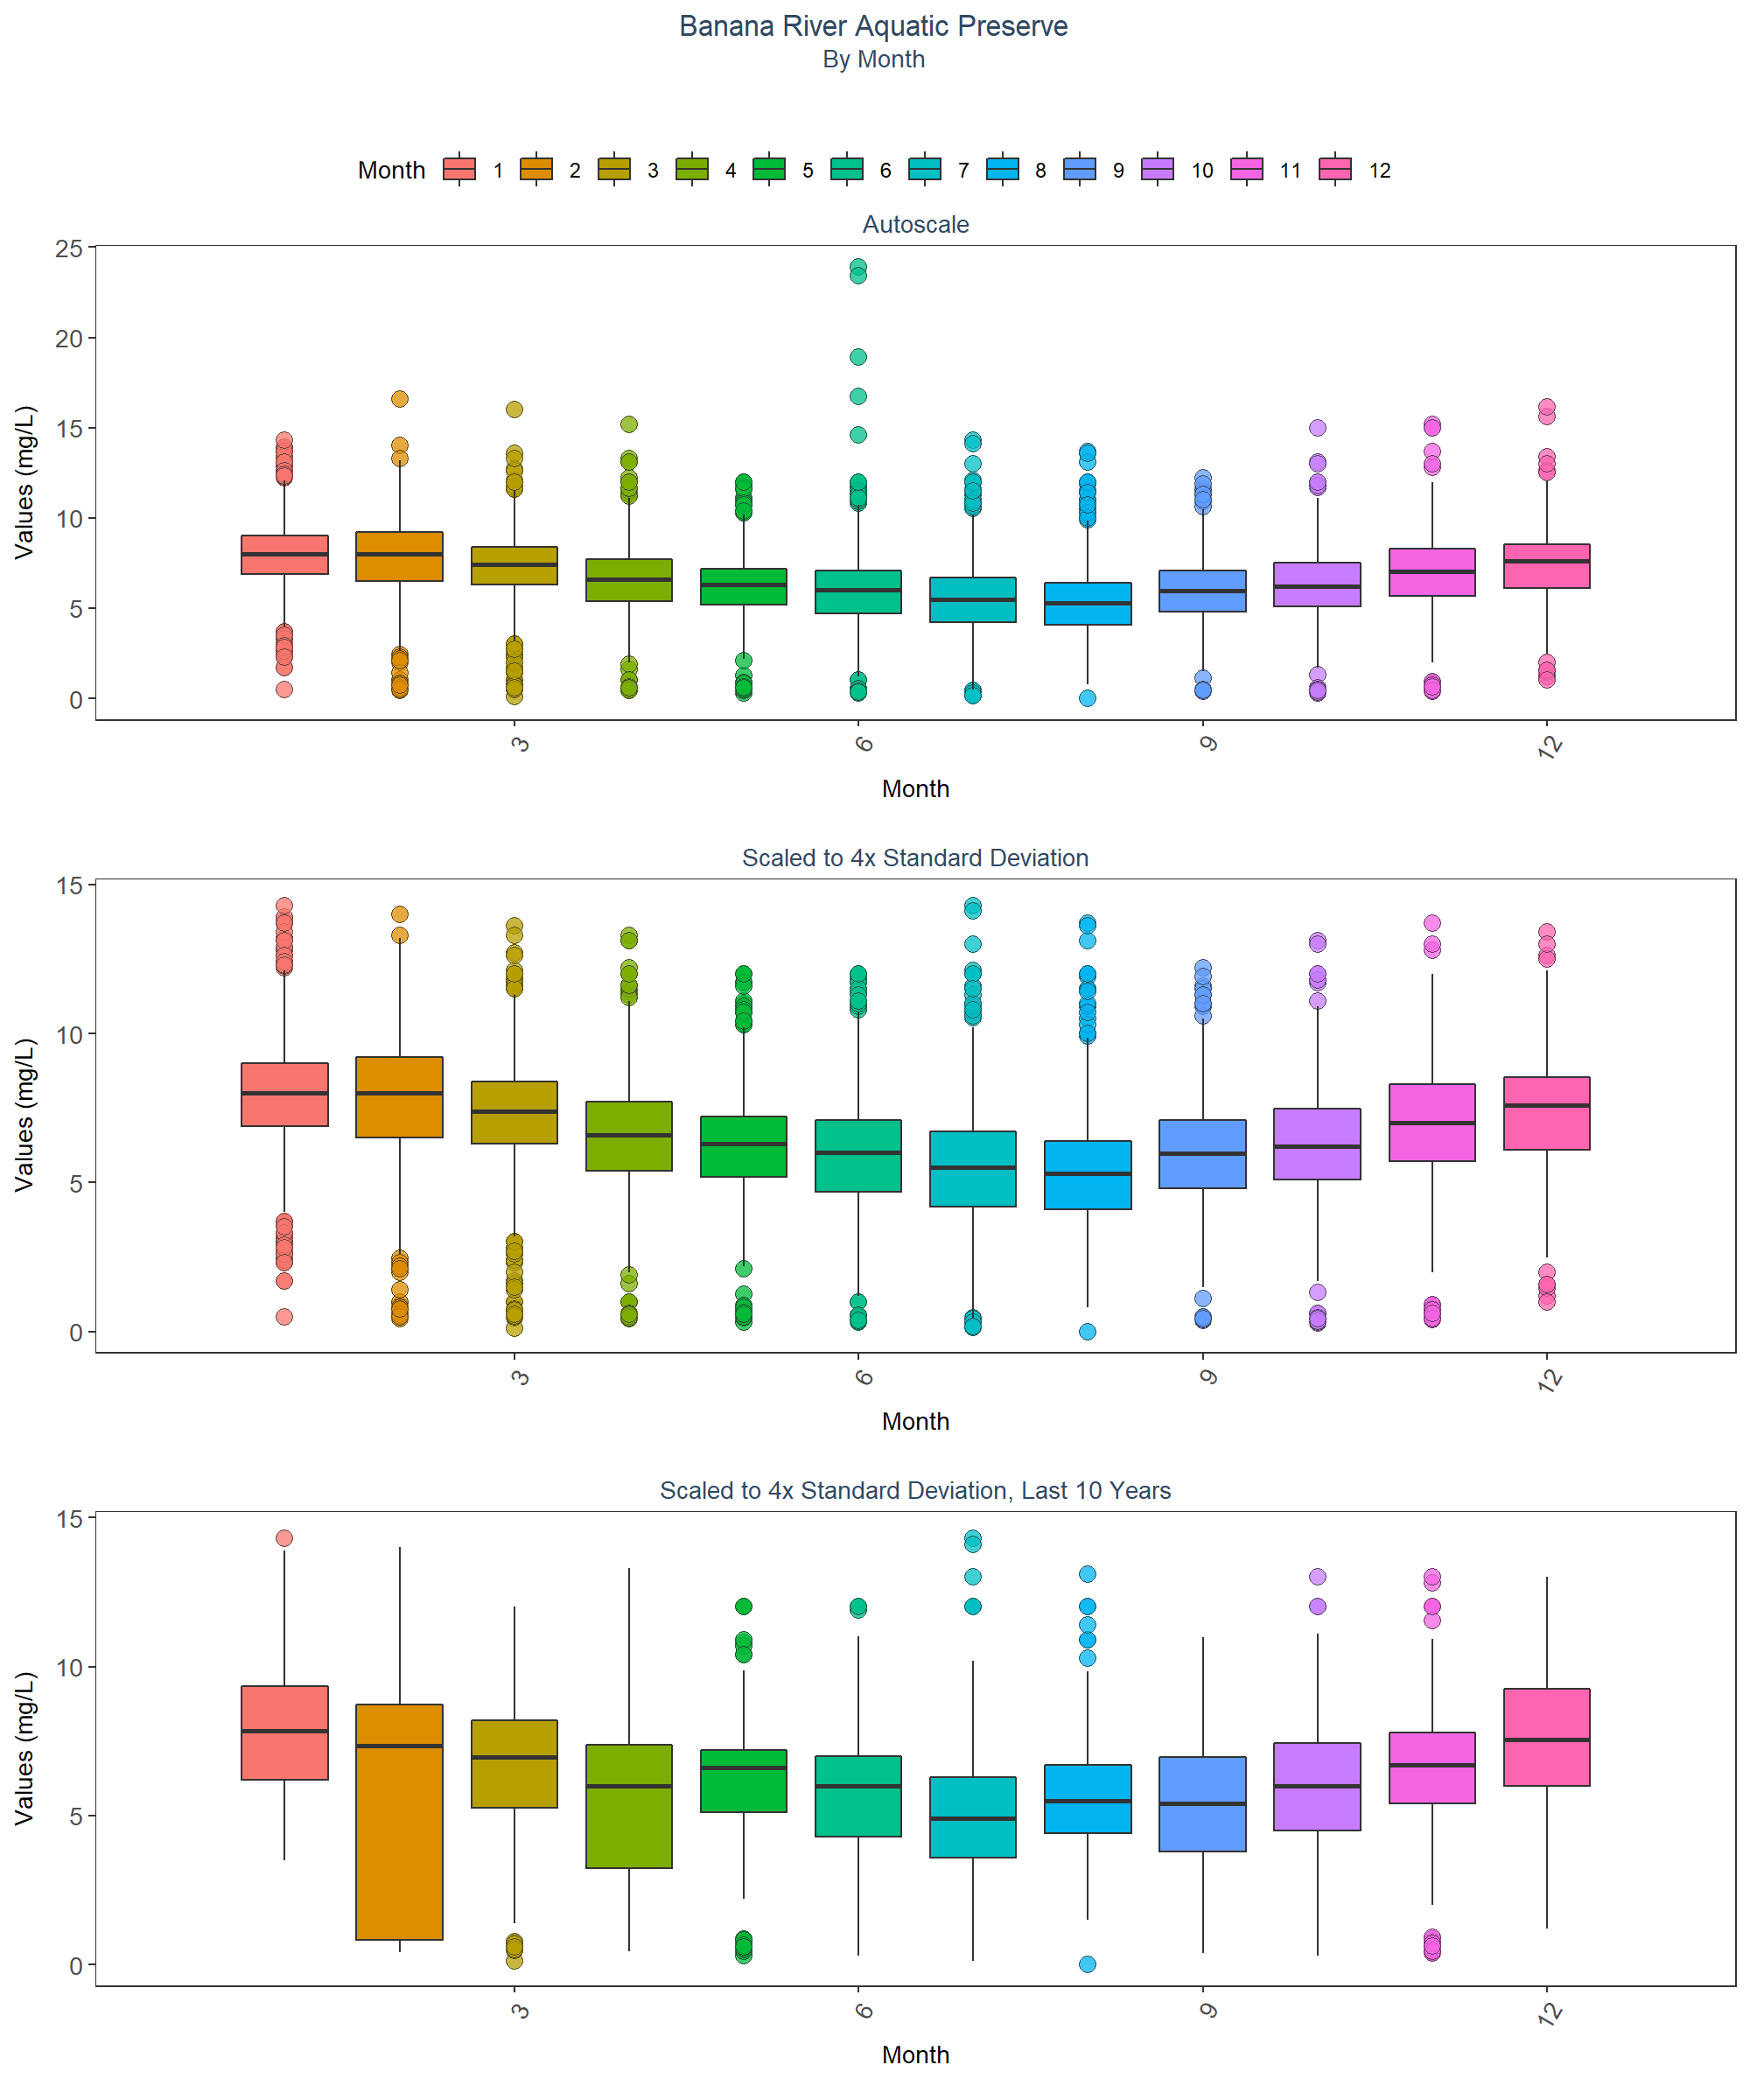 Banana River Aquatic Preserve
By Month
Month 1 2 3 4 5 6 7 8 9 10 11 12
Autoscale
Values (mg/L)
25
20
15
10
5
0
3 6 9 12
Month
Scaled to 4x Standard Deviation
Values (mg/L)
15
10
5
0
3 6 9 12
Month
Scaled to 4x Standard Deviation, Last 10 Years
Values (mg/L)
15
10
5
0
3 6 9 12
Month